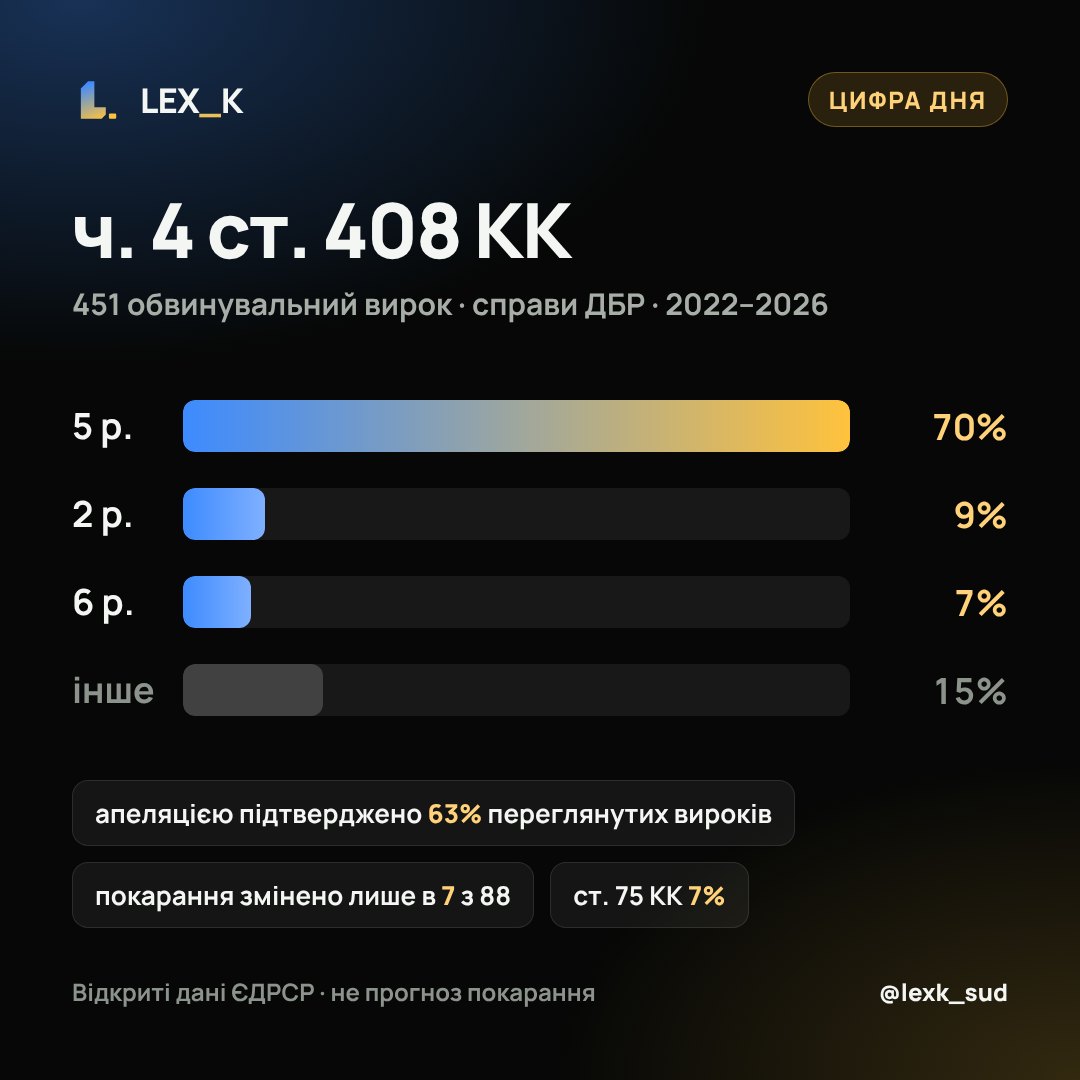 LEX_K
ЦИФРА ДНЯ
ч. 4 ст. 408 КК
451 обвинувальний вирок · справи ДБР · 2022–2026
5 р. 70%
2 р. 9%
6 р. 7%
інше 15%
апеляцією підтверджено 63% переглянутих вироків
покарання змінено лише в 7 з 88
ст. 75 КК 7%
Відкриті дані ЄДРСР · не прогноз покарання
@lexk_sud